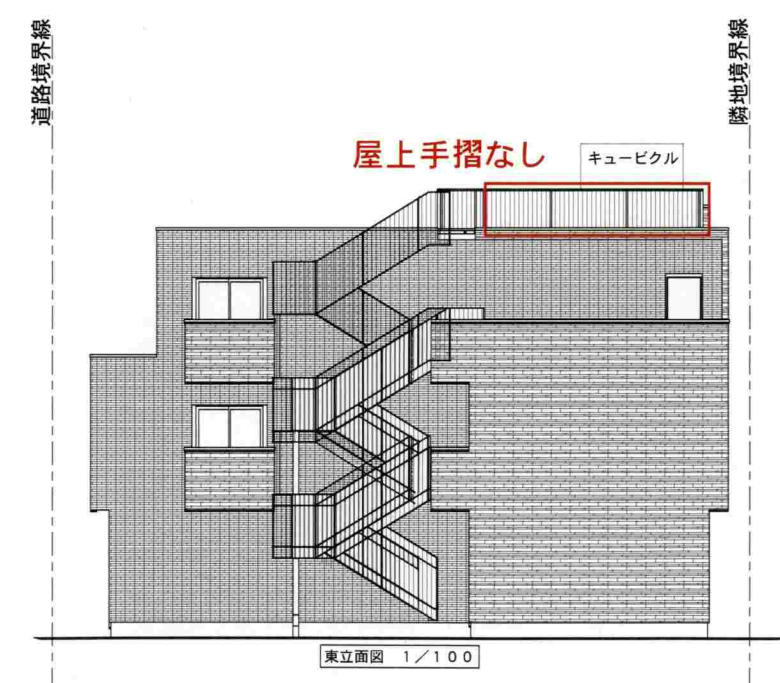 道路境界線
隣地境界線
屋上手摺なし
キュービクル
東立面図 1/100